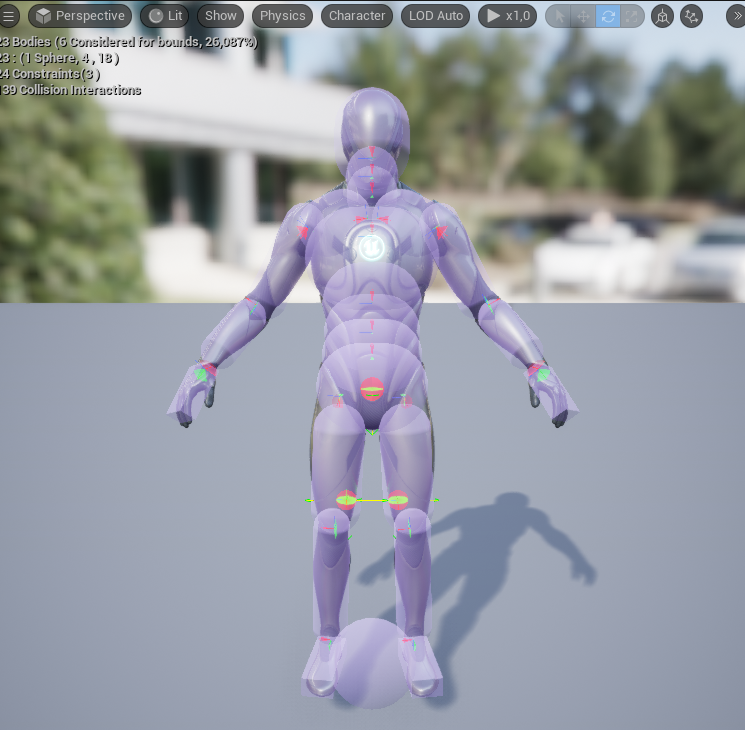 Perspective Lit Show Physics Character LOD Auto x1,0
23 Bodies (6 Considered for bounds, 26,087%)
23 : (1 Sphere, 4 , 18 )
24 Constraints(3 )
139 Collision Interactions